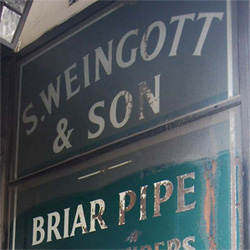 S. WEINGOTT
& SON
BRIAR PIPE